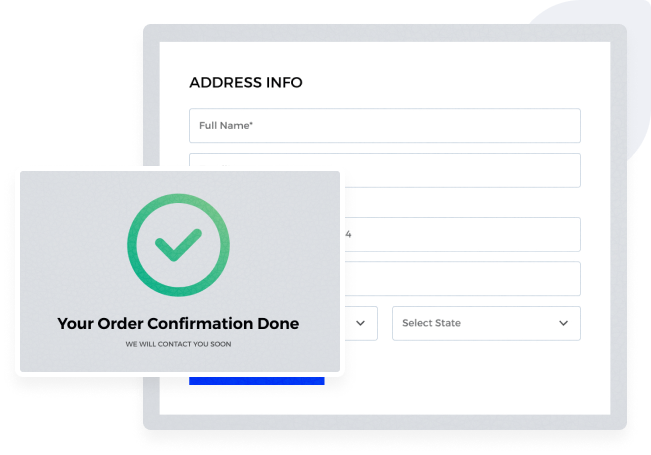 ADDRESS INFO
Full Name*
4
Your Order Confirmation Done
WE WILL CONTACT YOU SOON
Select State